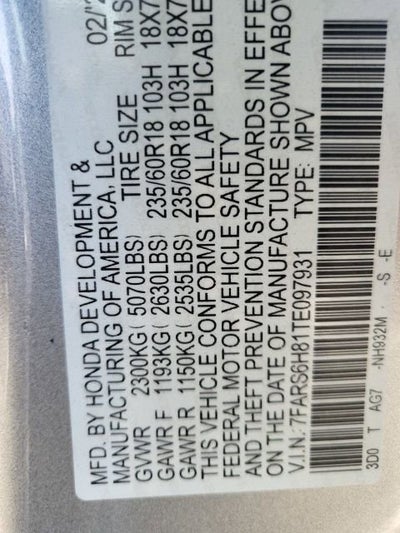 MFD. BY HONDA DEVELOPMENT & 02/
MANUFACTURING OF AMERICA, LLC
TIRE SIZE RIM S
GVWR 2300KG ( 5070LBS)
GAWR F 1193KG ( 2630LBS) 235/60R18 103H 18X7
GAWR R 1150KG ( 2535LBS) 235/60R18 103H 18X7
THIS VEHICLE CONFORMS TO ALL APPLICABLE
FEDERAL MOTOR VEHICLE SAFETY
AND THEFT PREVENTION STANDARDS IN EFFE
ON THE DATE OF MANUFACTURE SHOWN ABOV
V.I.N.: 7FARS6H81TE097931 TYPE: MPV
3D0 T AG7 -NH932M -S -E